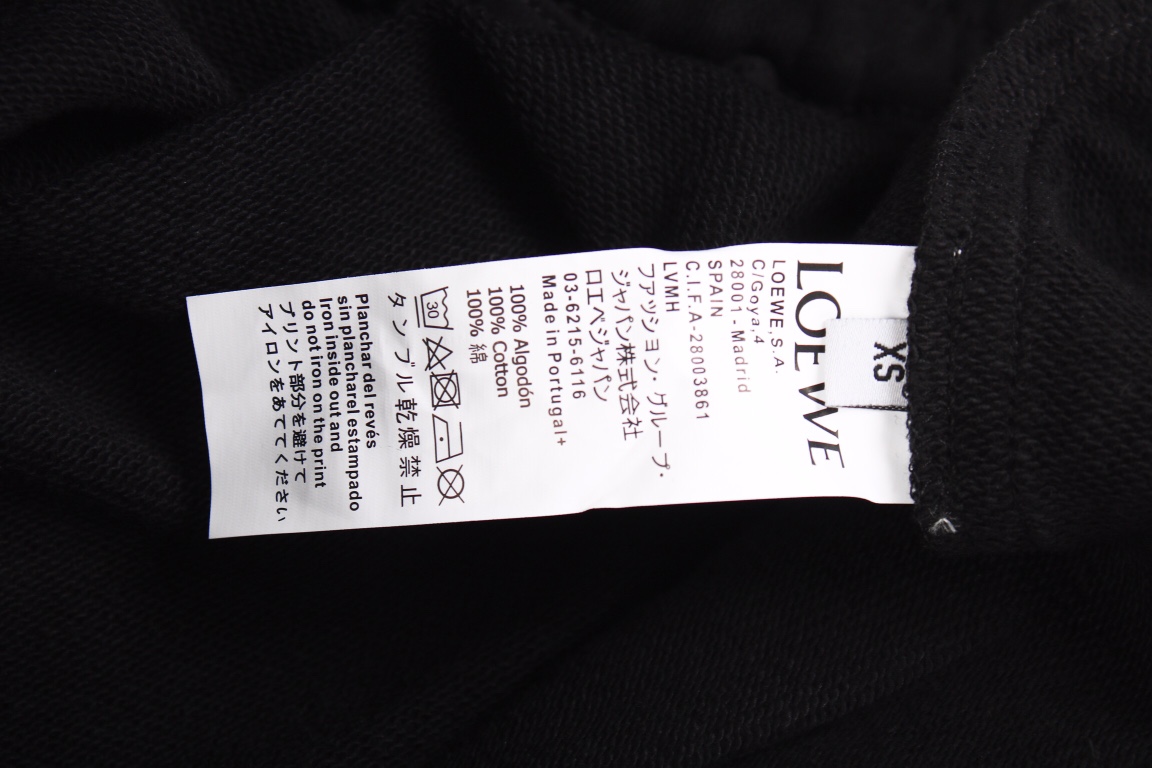 XS
LOEWE
LOEWE,S.A.
C/Goya,4
28001 - Madrid
SPAIN
C.I.F.A-28003861
LVMH
ファッション・グループ・
ジャパン株式会社
ロエベジャパン
03-6215-6116
Made in Portugal+
100% Algodón
100% Cotton
100% 綿
30
タンブル乾燥禁止
Planchar del revés
sin plancharel estampado
Iron inside out and
do not iron on the print
プリント部分を避けて
アイロンをあててください